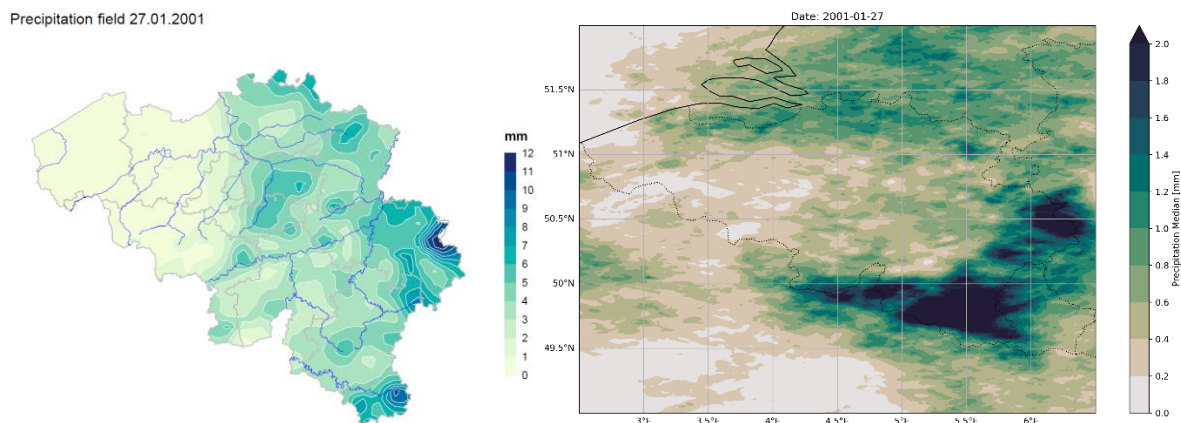 Precipitation field 27.01.2001
mm
12
11
10
9
8
7
6
5
4
3
2
1
0
Date: 2001-01-27
51.5°N
51°N
50.5°N
50°N
49.5°N
3°E
3.5°E
4°E
4.5°E
5°E
5.5°E
6°E
2.0
1.8
1.6
1.4
1.2
1.0
0.8
0.6
0.4
0.2
0.0
Precipitation Median [mm]